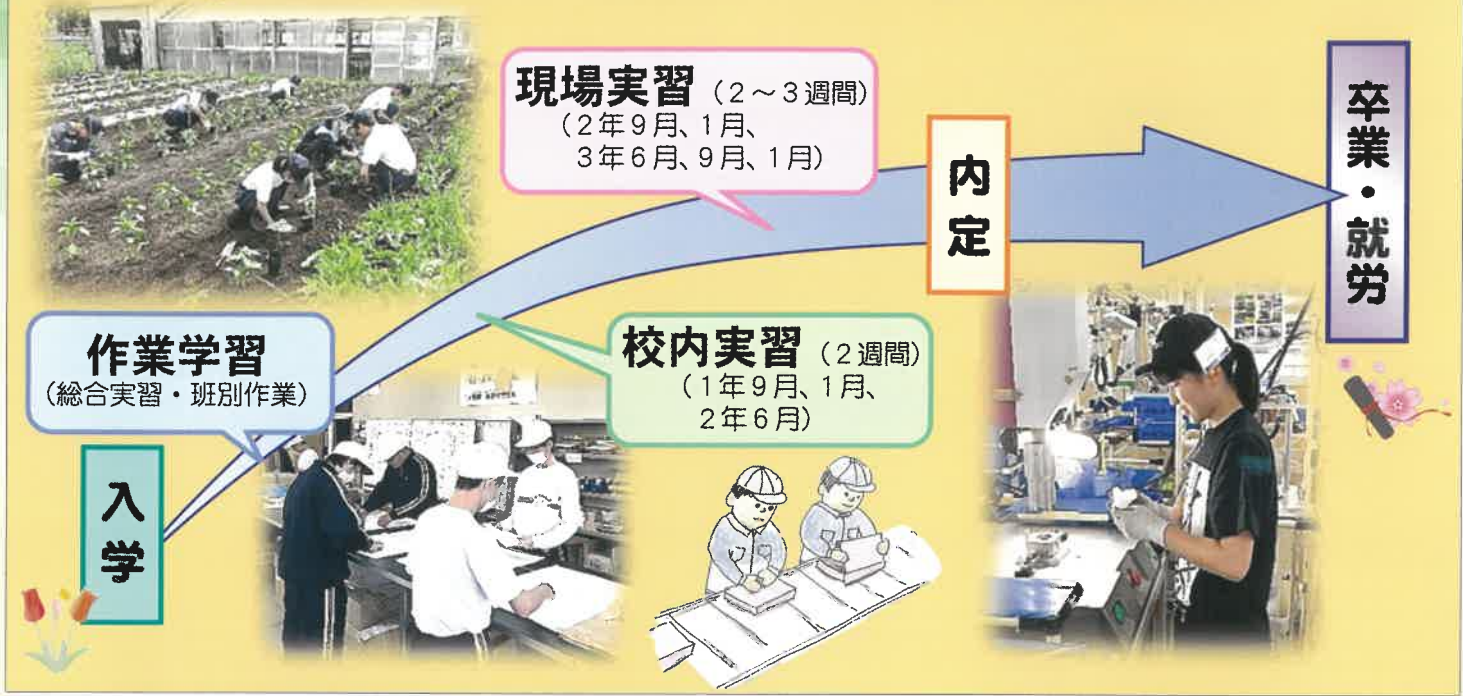 入学
作業学習
(総合実習・班別作業)
校内実習(2週間)
(1年9月、1月、
2年6月)
現場実習(2~3週間)
(2年9月、1月、
3年6月、9月、1月)
内定
卒業・就労